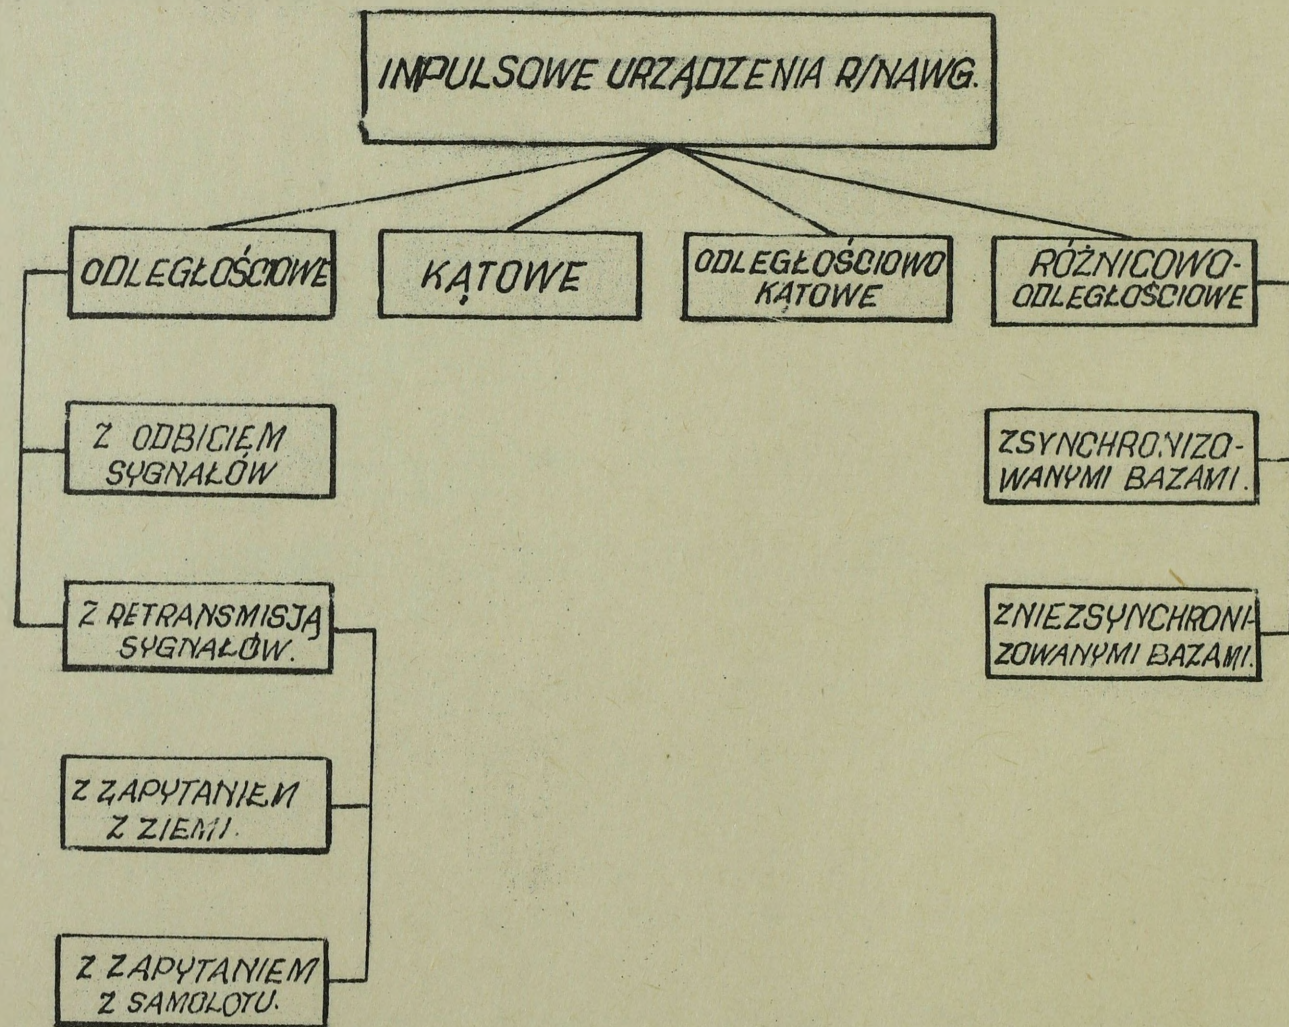 IMPULSOWE URZĄDZENIA R/NAWG.
ODLEGŁOŚCIOWE
KĄTOWE
ODLEGŁOŚCIOWO
KĄTOWE
RÓŻNICOWO-
ODLEGŁOŚCIOWE
Z ODBICIEM
SYGNAŁÓW
ZSYNCHRONIZO-
WANYMI BAZAMI.
Z RETRANSMISJĄ
SYGNAŁÓW.
ZNIEZSYNCHRONI-
ZOWANYMI BAZAMI.
Z ZAPYTANIEM
Z ZIEMI.
Z ZAPYTANIEM
Z SAMOLOTU.